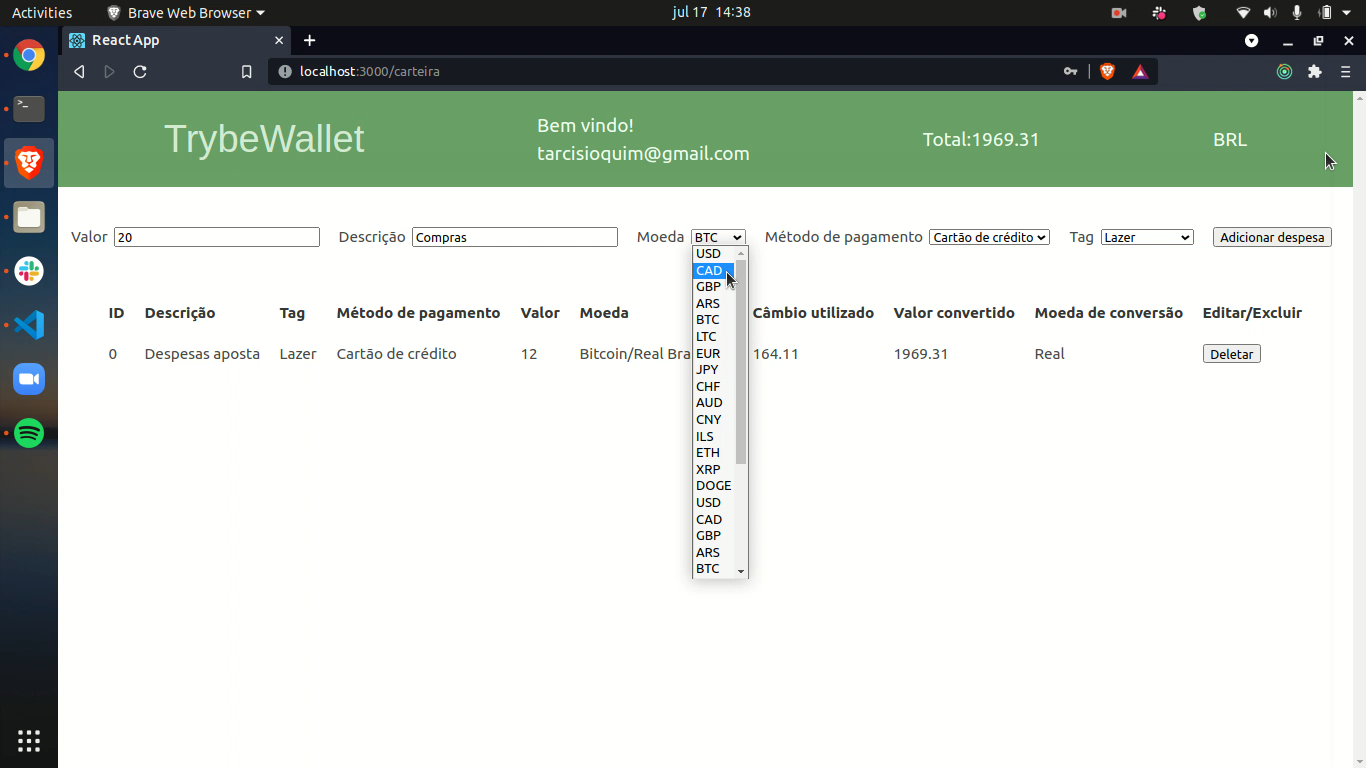 Activities Brave Web Browser jul 17 14:38
React App
localhost:3000/carteira
TrybeWallet
Bem vindo!
tarcisioquim@gmail.com
Total:1969.31
BRL
Valor 20 Descrição Compras Moeda BTC Método de pagamento Cartão de crédito Tag Lazer Adicionar despesa
USD
CAD
GBP
ARS
BTC
LTC
EUR
JPY
CHF
AUD
CNY
ILS
ETH
XRP
DOGE
USD
CAD
GBP
ARS
BTC
ID Descrição Tag Método de pagamento Valor Moeda Câmbio utilizado Valor convertido Moeda de conversão Editar/Excluir
0 Despesas aposta Lazer Cartão de crédito 12 Bitcoin/Real Bra 164.11 1969.31 Real Deletar